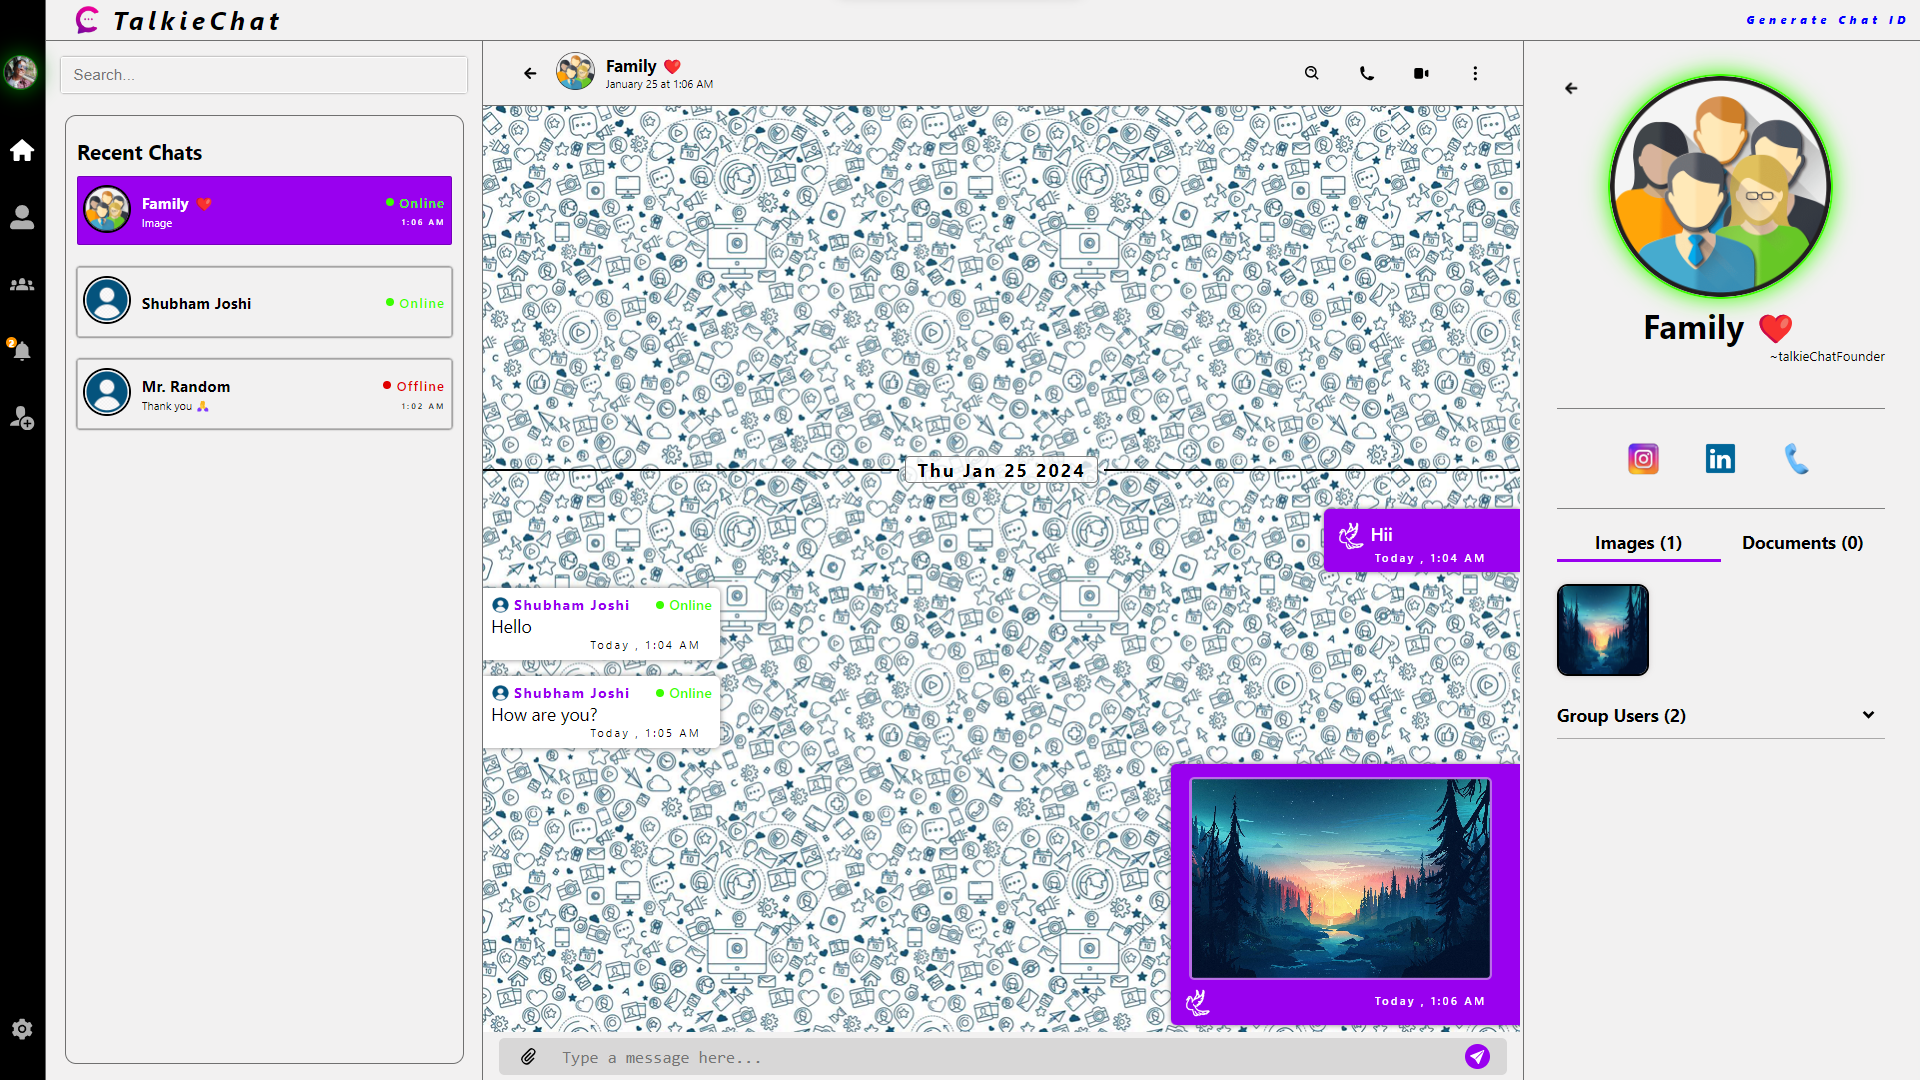 TalkieChat
Generate Chat ID
2
Search...
Recent Chats
Family ❤️
Online
Image
1:06 AM
Shubham Joshi
Online
Mr. Random
Offline
Thank you 🙏
1:02 AM
Family ❤️
January 25 at 1:06 AM
Thu Jan 25 2024
Hii
Today , 1:04 AM
Shubham Joshi
Online
Hello
Today , 1:04 AM
Shubham Joshi
Online
How are you?
Today , 1:05 AM
Today , 1:06 AM
Type a message here...
Family ❤️
~talkieChatFounder
in
Images (1)
Documents (0)
Group Users (2)